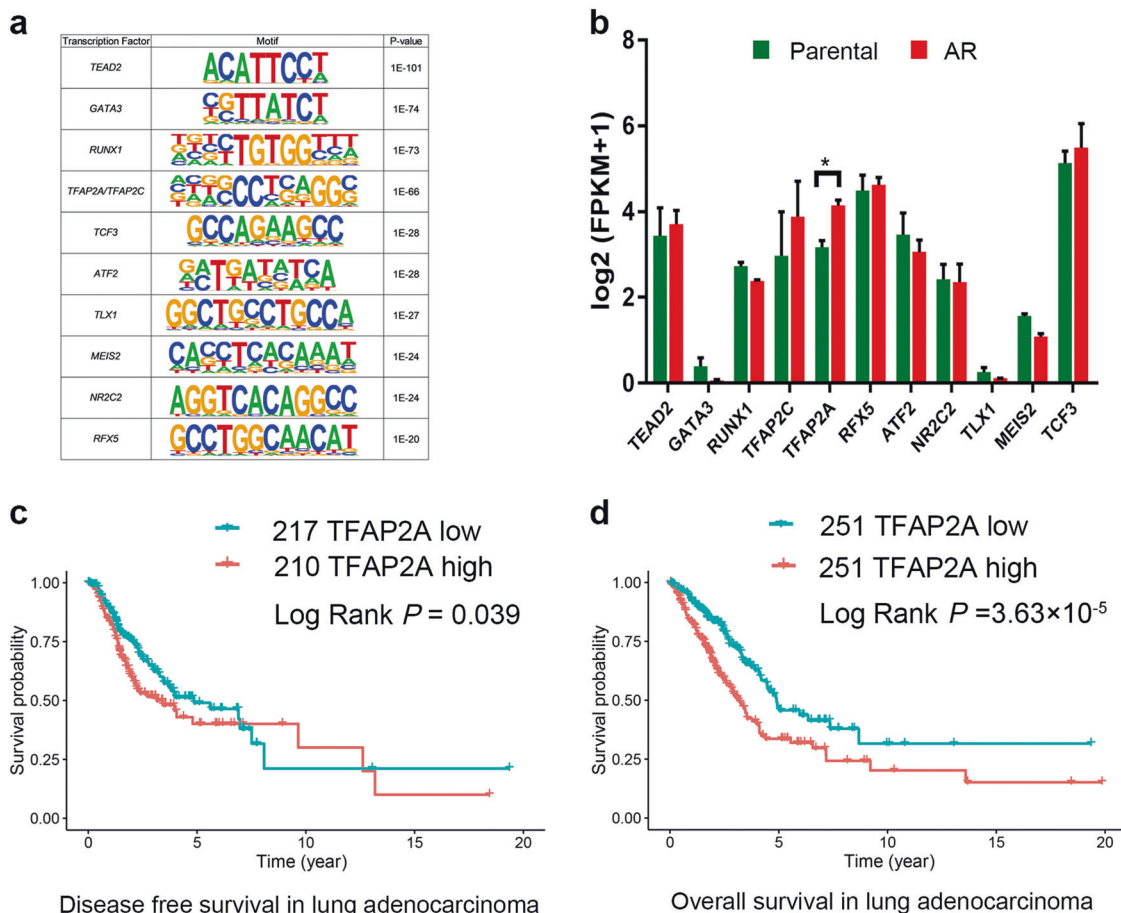 a
Transcription Factor Motif P-value
TEAD2 ACATTCCT 1E-101
GATA3 1E-74
RUNX1 1E-73
TFAP2A/TFAP2C 1E-66
TCF3 GCCAGAAGCC 1E-28
ATF2 1E-28
TLX1 GGCTGCCTGCCA 1E-27
MEIS2 1E-24
NR2C2 AGGTCACAGGCC 1E-24
RFX5 GCCTGGCAACAT 1E-20
b
Parental AR
*
log2 (FPKM+1)
8
6
4
2
0
TEAD2 GATA3 RUNX1 TFAP2C TFAP2A RFX5 ATF2 NR2C2 TLX1 MEIS2 TCF3
c
217 TFAP2A low
210 TFAP2A high
Log Rank P = 0.039
Survival probability
1.00
0.75
0.50
0.25
0.00
0 5 10 15 20
Time (year)
Disease free survival in lung adenocarcinoma
d
251 TFAP2A low
251 TFAP2A high
Log Rank P =3.63×10⁻⁵
Survival probability
1.00
0.75
0.50
0.25
0.00
0 5 10 15 20
Time (year)
Overall survival in lung adenocarcinoma